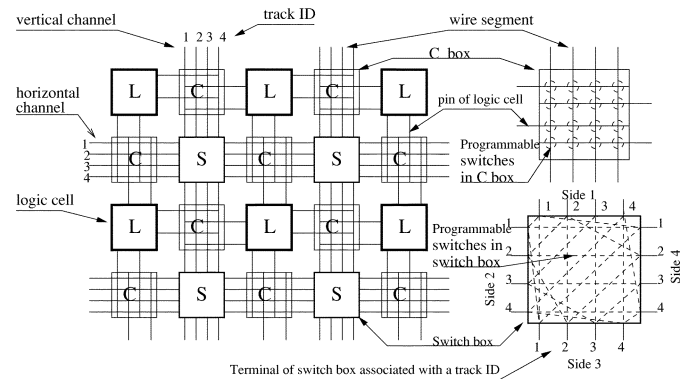 vertical channel
track ID
1 2 3 4
wire segment
C box
L C L C L
horizontal channel
pin of logic cell
1
2
3
4
C S C S C
Programmable switches in C box
logic cell
L C L C L
Side 1
1 2 3 4
Programmable switches in switch box
1
2
3
4
Side 2
1
2
3
4
Side 4
C S C S C
Switch box
1 2 3 4
Side 3
Terminal of switch box associated with a track ID